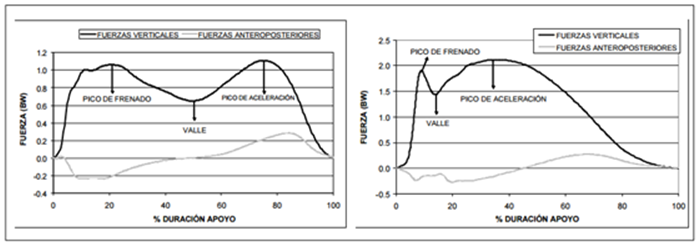 FUERZAS VERTICALES FUERZAS ANTEROPOSTERIORES
1.2
1.0
0.8
0.6
0.4
0.2
0.0
-0.2
-0.4
FUERZA (BW)
PICO DE FRENADO
VALLE
PICO DE ACELERACIÓN
0 20 40 60 80 100
% DURACIÓN APOYO
FUERZAS VERTICALES
FUERZAS ANTEROPOSTERIORES
2.5
2.0
1.5
1.0
0.5
0.0
-0.5
FUERZA (BW)
PICO DE FRENADO
VALLE
PICO DE ACELERACIÓN
0 20 40 60 80 100
% DURACIÓN APOYO